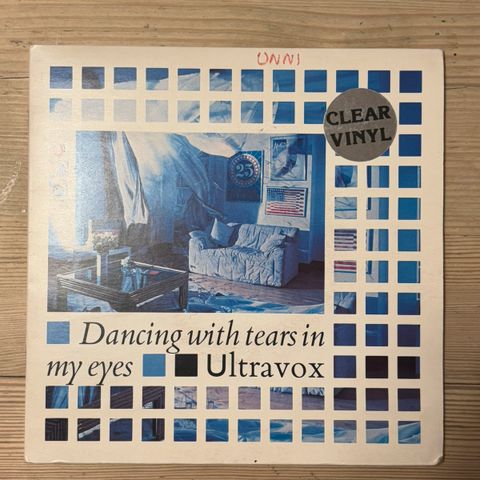 UNNI
CLEAR
VINYL
25
Dancing with tears in
my eyes Ultravox